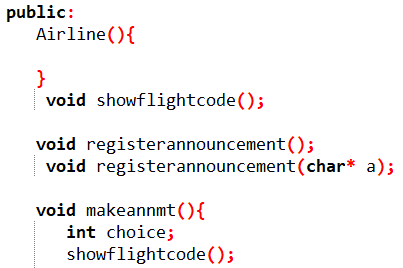 public:
Airline(){
}
void showflightcode();
void registerannouncement();
void registerannouncement(char* a);
void makeannmt(){
int choice;
showflightcode();